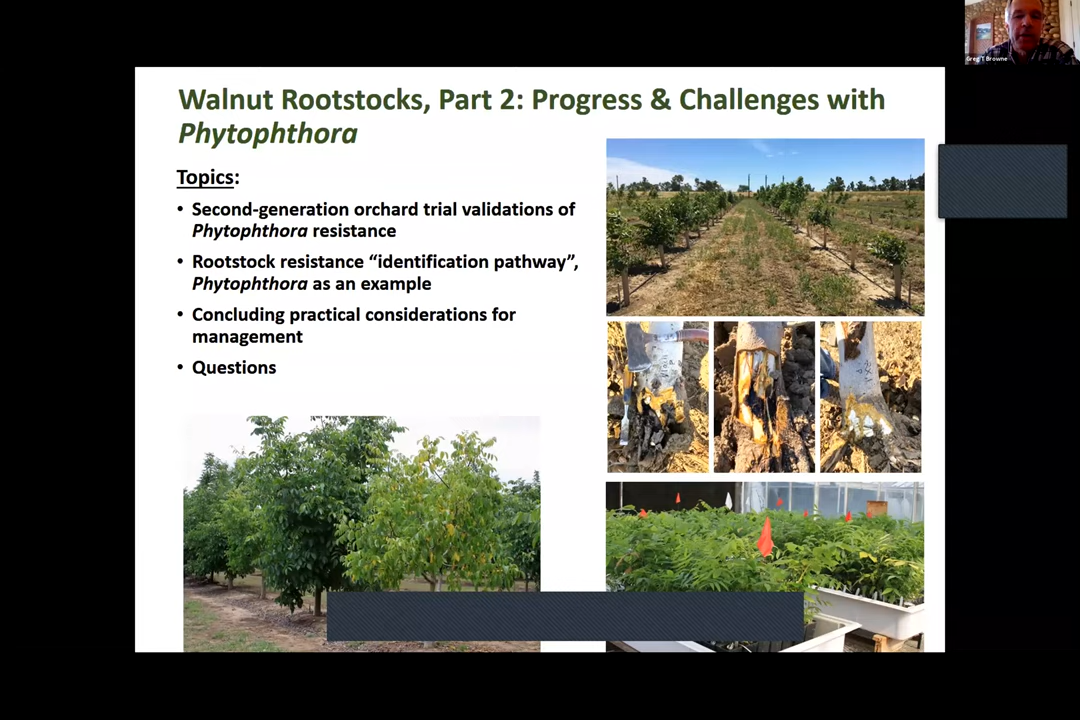 Greg T Browne
Walnut Rootstocks, Part 2: Progress & Challenges with
Phytophthora
Topics:
• Second-generation orchard trial validations of
Phytophthora resistance
• Rootstock resistance “identification pathway”,
Phytophthora as an example
• Concluding practical considerations for
management
• Questions